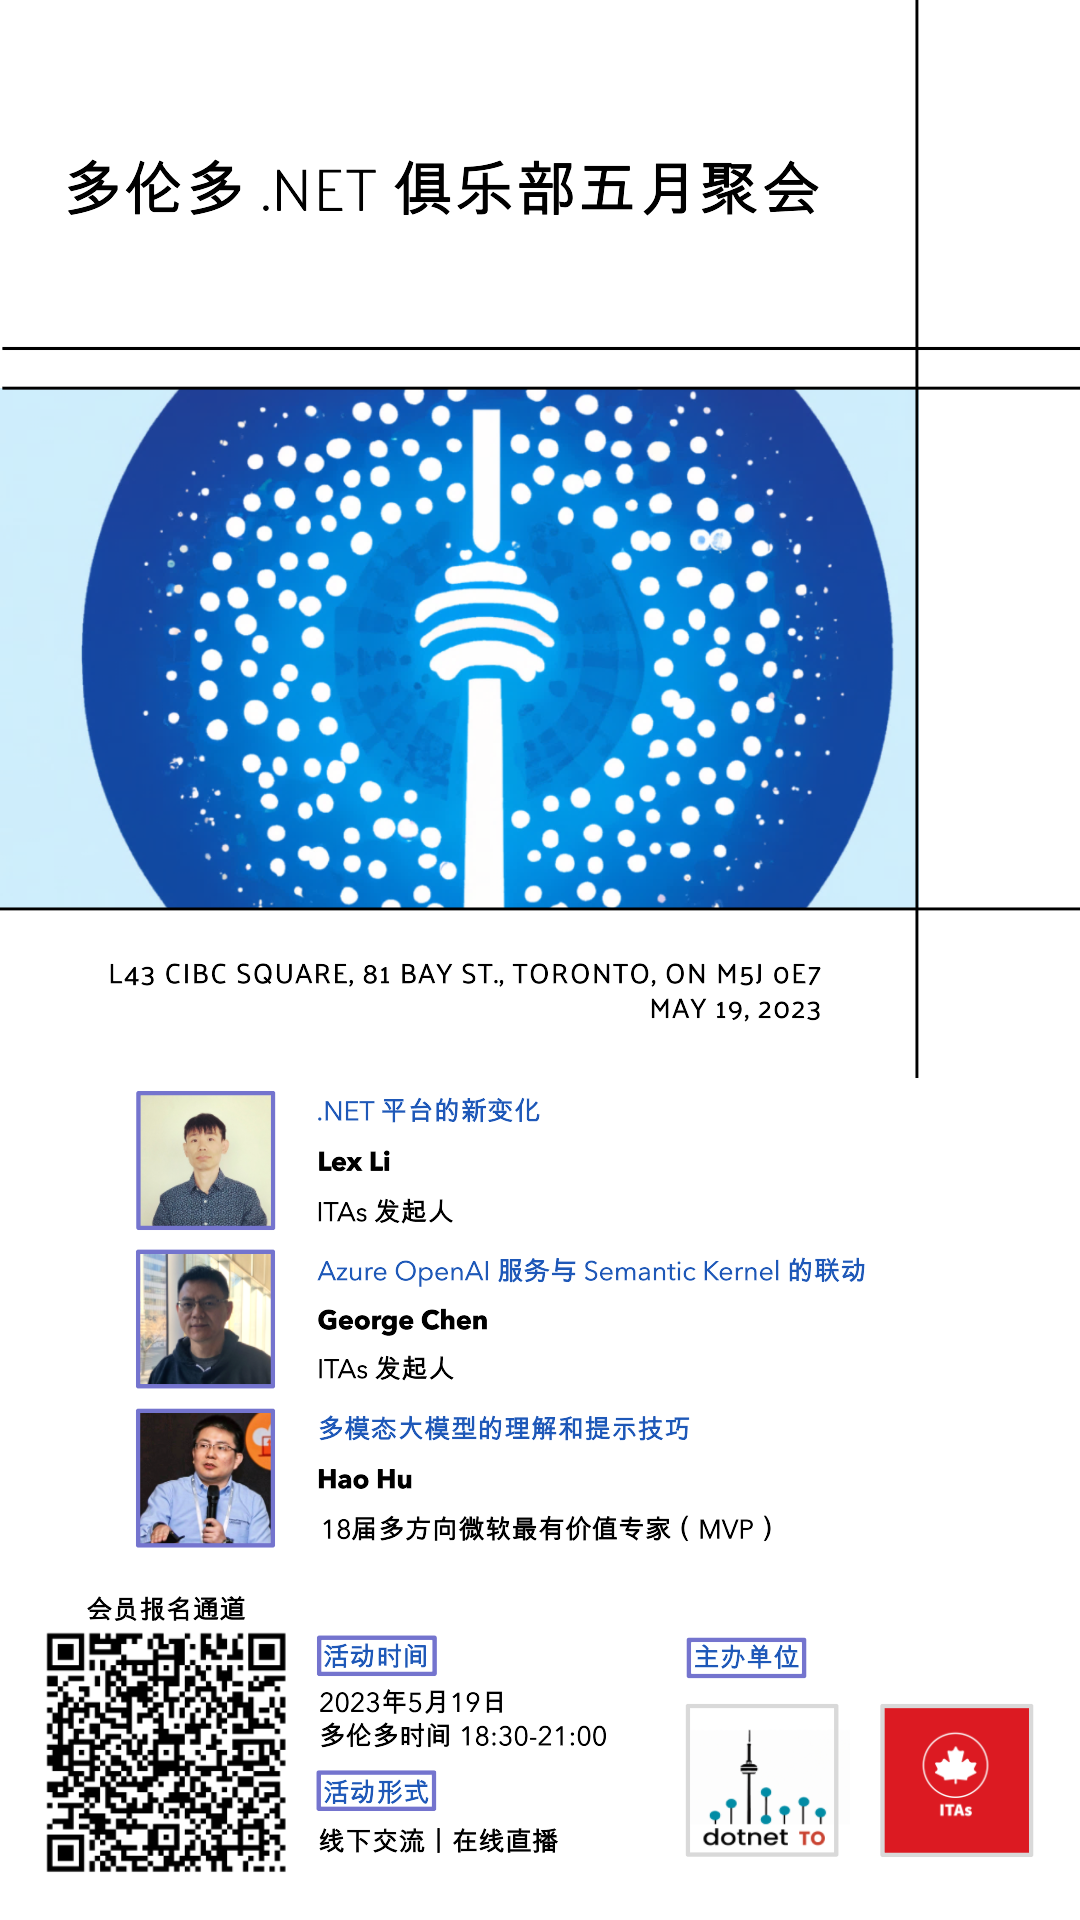 多伦多 .NET 俱乐部五月聚会
L43 CIBC SQUARE, 81 BAY ST., TORONTO, ON M5J 0E7
MAY 19, 2023
.NET 平台的新变化
Lex Li
ITAs 发起人
Azure OpenAI 服务与 Semantic Kernel 的联动
George Chen
ITAs 发起人
多模态大模型的理解和提示技巧
Hao Hu
18届多方向微软最有价值专家（MVP）
会员报名通道
活动时间
2023年5月19日
多伦多时间 18:30-21:00
活动形式
线下交流 | 在线直播
主办单位
dotnet TO
ITAs